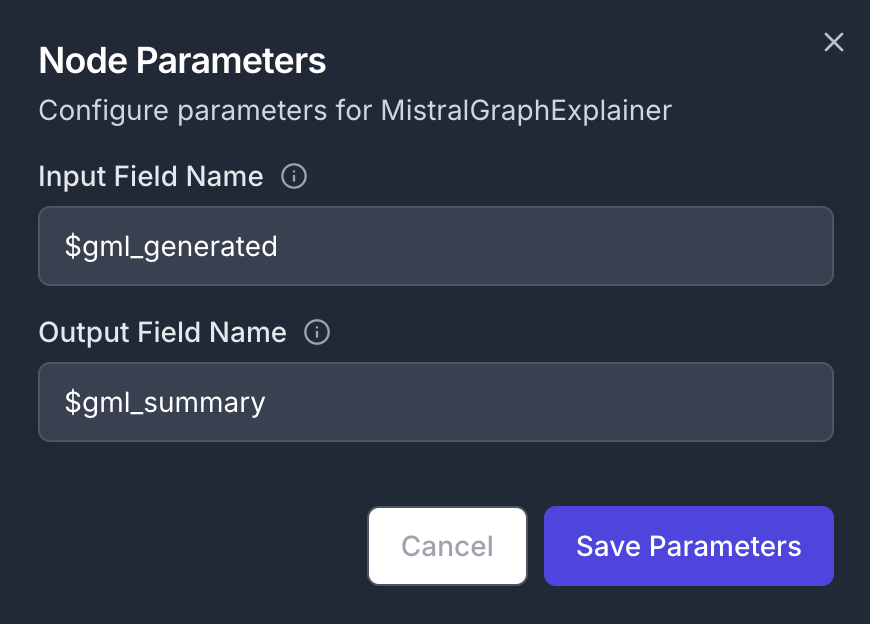 Node Parameters
Configure parameters for MistralGraphExplainer
Input Field Name
$gml_generated
Output Field Name
$gml_summary
Cancel
Save Parameters